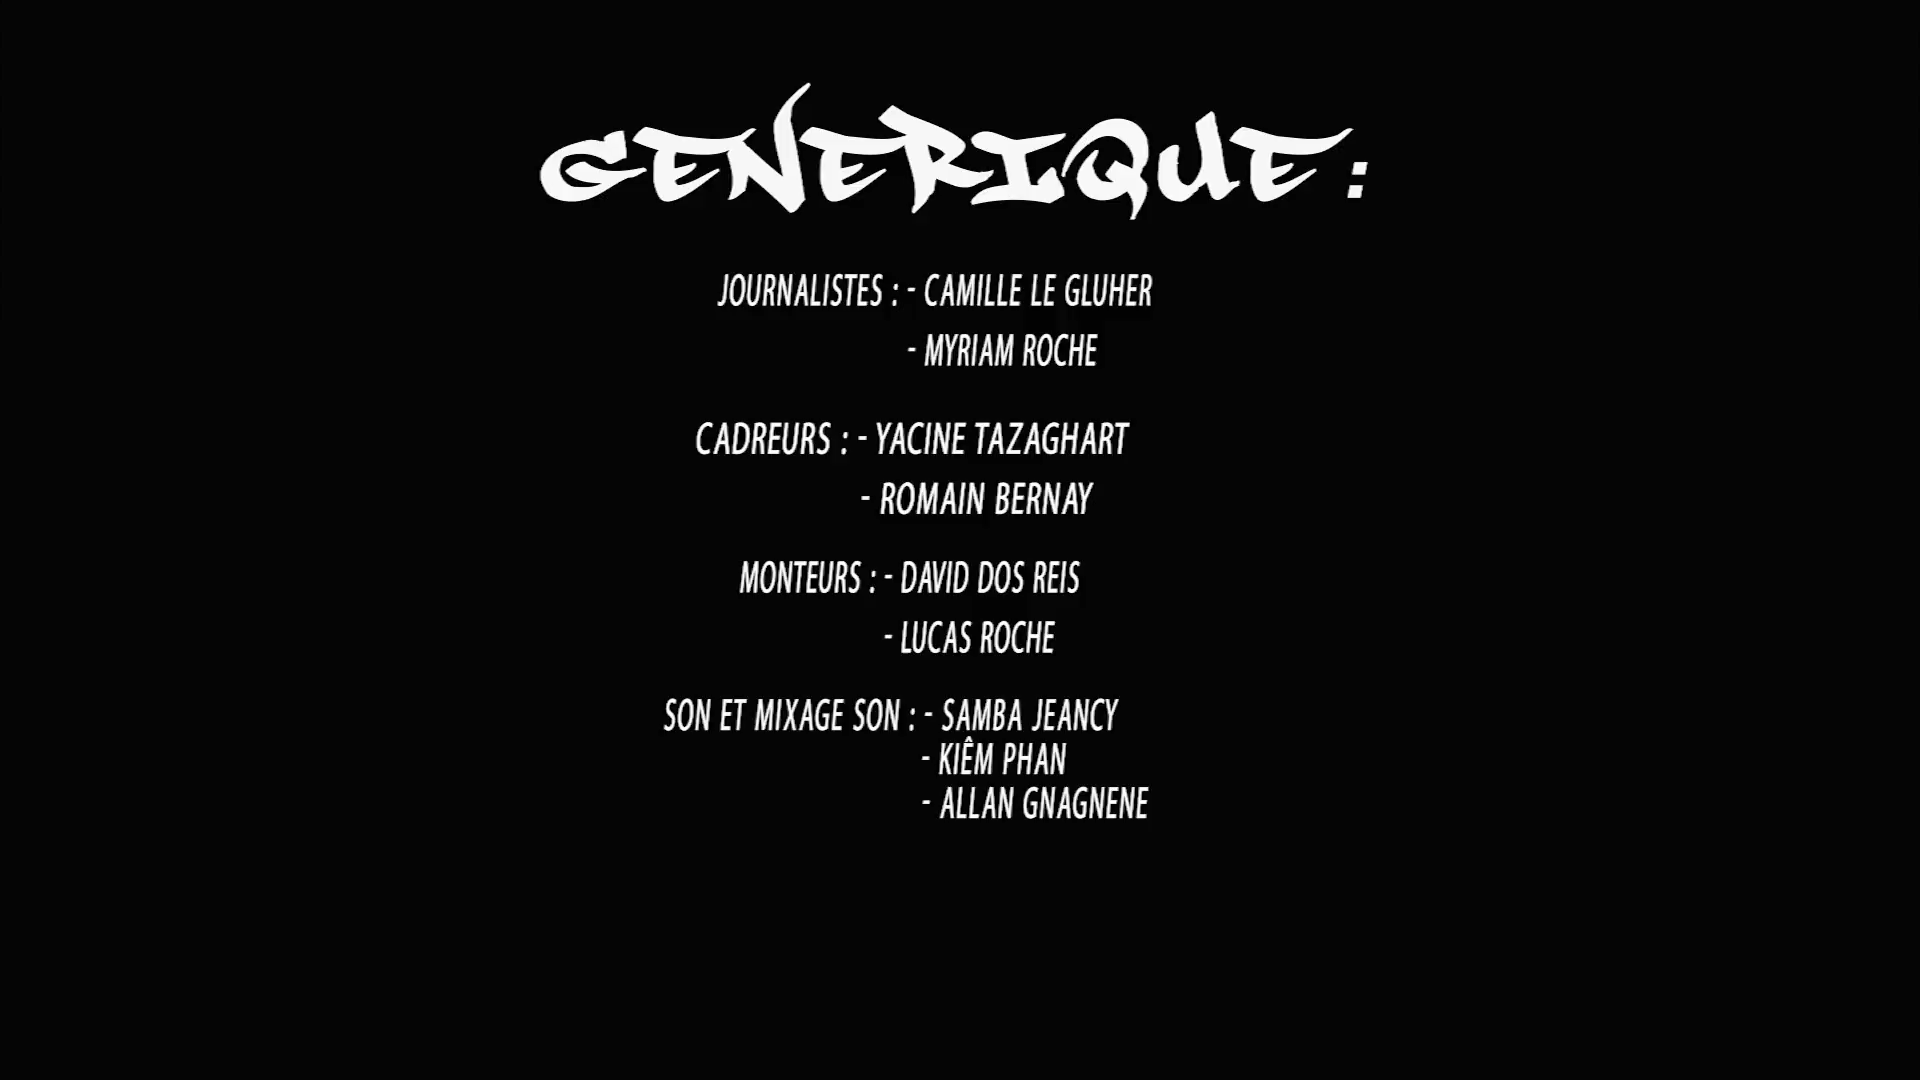 GENERIQUE :
JOURNALISTES : - CAMILLE LE GLUHER
- MYRIAM ROCHE
CADREURS : - YACINE TAZAGHART
- ROMAIN BERNAY
MONTEURS : - DAVID DOS REIS
- LUCAS ROCHE
SON ET MIXAGE SON : - SAMBA JEANCY
- KIÊM PHAN
- ALLAN GNAGNENE